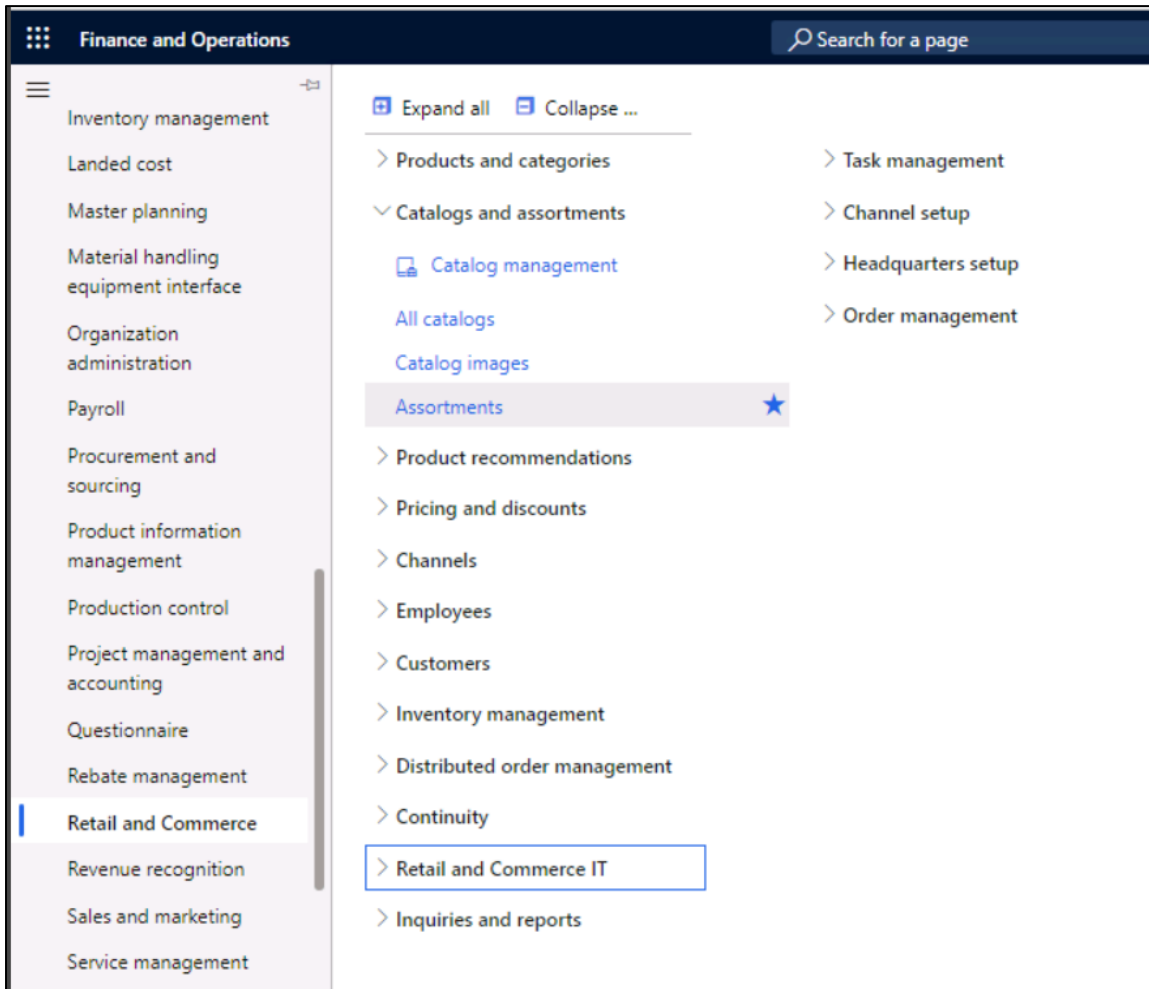 Finance and Operations
Search for a page
Inventory management
Landed cost
Master planning
Material handling
equipment interface
Organization
administration
Payroll
Procurement and
sourcing
Product information
management
Production control
Project management and
accounting
Questionnaire
Rebate management
Retail and Commerce
Revenue recognition
Sales and marketing
Service management
Expand all
Collapse ...
Products and categories
Catalogs and assortments
Catalog management
All catalogs
Catalog images
Assortments
Product recommendations
Pricing and discounts
Channels
Employees
Customers
Inventory management
Distributed order management
Continuity
Retail and Commerce IT
Inquiries and reports
Task management
Channel setup
Headquarters setup
Order management